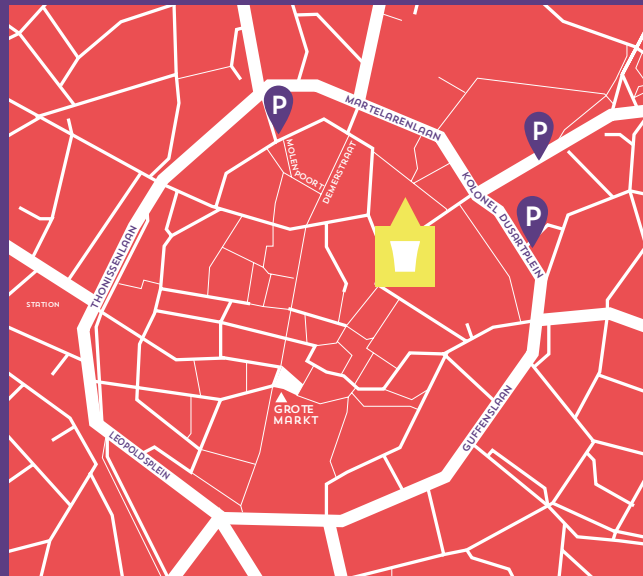 P
MARTELARENLAAN
P
MOLENPOORT
DEMERSTRAAT
KOLONEL DUSARTPLEIN
P
THONISSENLAAN
STATION
GROTE
MARKT
GUFFENSLAAN
LEOPOLDSPLEIN